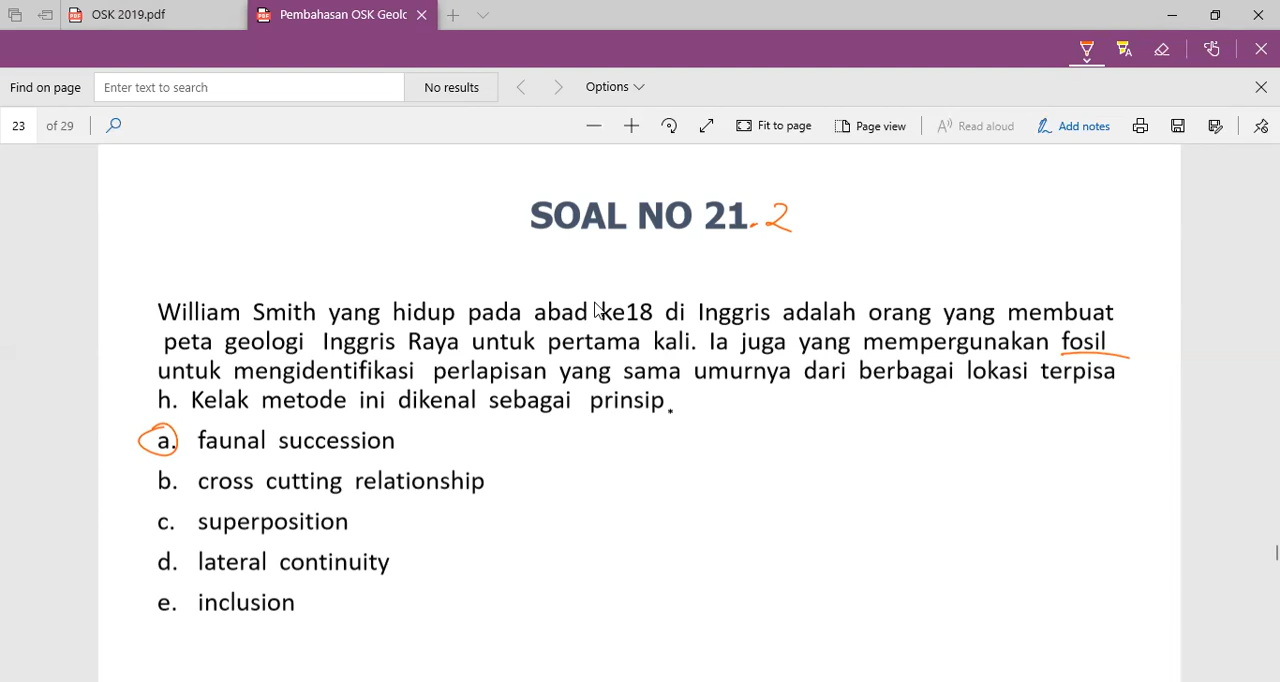 OSK 2019.pdf
Pembahasan OSK Geolo
Find on page
Enter text to search
No results
Options
23 of 29
Fit to page
Page view
Read aloud
Add notes
SOAL NO 21.2
William Smith yang hidup pada abad ke18 di Inggris adalah orang yang membuat
peta geologi Inggris Raya untuk pertama kali. Ia juga yang mempergunakan fosil
untuk mengidentifikasi perlapisan yang sama umurnya dari berbagai lokasi terpisa
h. Kelak metode ini dikenal sebagai prinsip.
a. faunal succession
b. cross cutting relationship
c. superposition
d. lateral continuity
e. inclusion